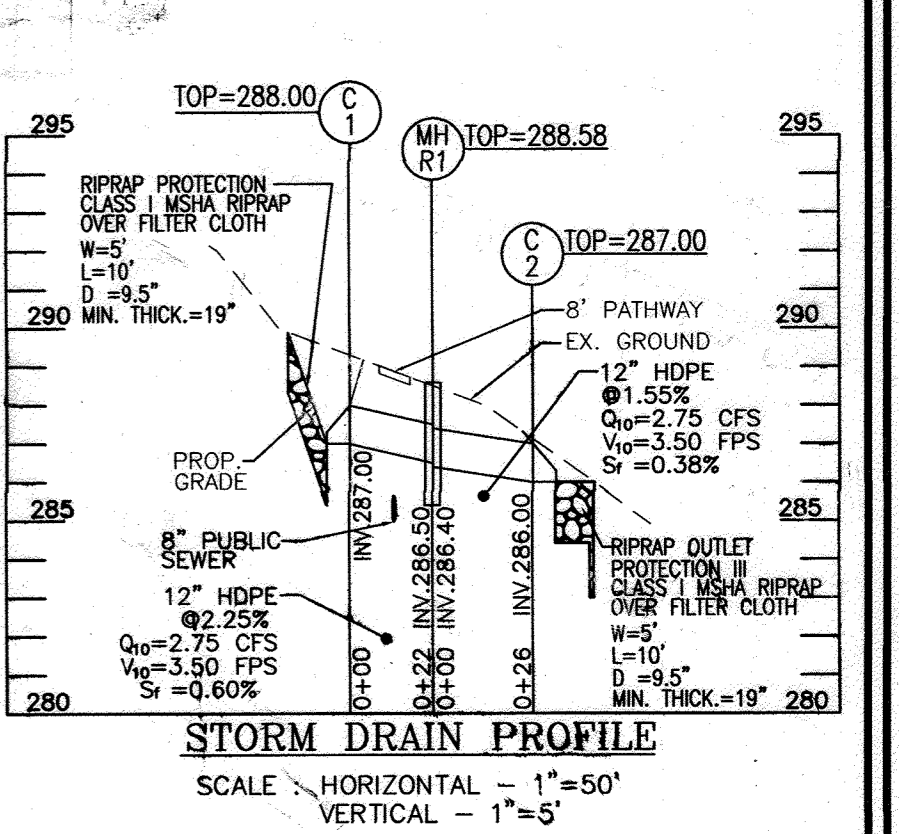 TOP=288.00
C
1
MH
R1
TOP=288.58
C
2
TOP=287.00
295
295
RIPRAP PROTECTION
CLASS I MSHA RIPRAP
OVER FILTER CLOTH
W=5'
L=10'
D =9.5"
MIN. THICK.=19"
290
290
8' PATHWAY
EX. GROUND
12" HDPE
@1.55%
Q10=2.75 CFS
V10=3.50 FPS
Sf =0.38%
PROP.
GRADE
285
285
8" PUBLIC
SEWER
12" HDPE
@2.25%
Q10=2.75 CFS
V10=3.50 FPS
Sf =0.60%
0+00 INV.287.00
0+22 INV.286.50
0+00 INV.286.40
0+26 INV.286.00
RIPRAP OUTLET
PROTECTION III
CLASS I MSHA RIPRAP
OVER FILTER CLOTH
W=5'
L=10'
D =9.5"
MIN. THICK.=19"
280
280
STORM DRAIN PROFILE
SCALE : HORIZONTAL - 1"=50'
VERTICAL - 1"=5'